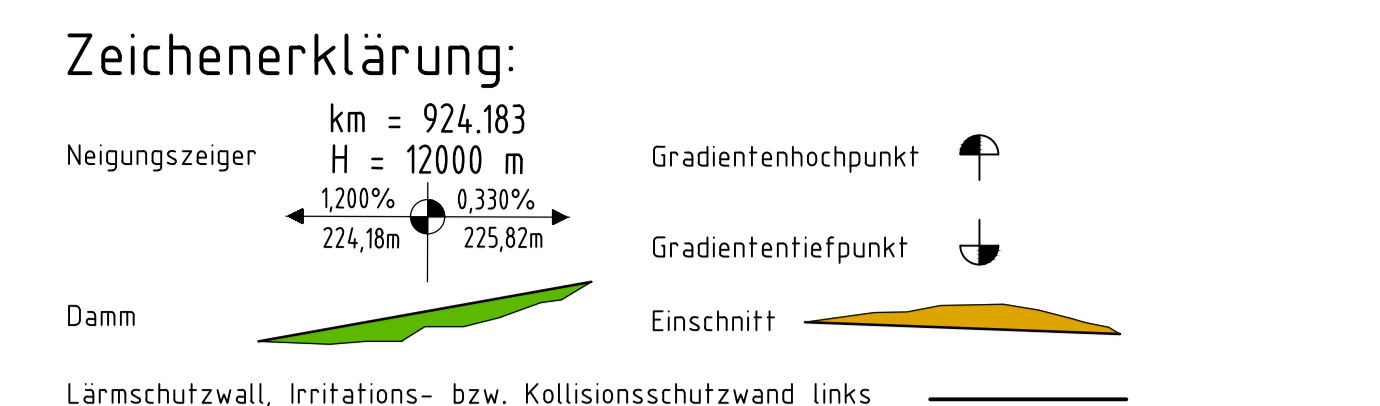 Zeichenerklärung:
km = 924.183
Neigungszeiger
H = 12000 m
1,200% 0,330%
224,18m 225,82m
Gradientenhochpunkt
Gradiententiefpunkt
Damm
Einschnitt
Lärmschutzwall, Irritations- bzw. Kollisionsschutzwand links